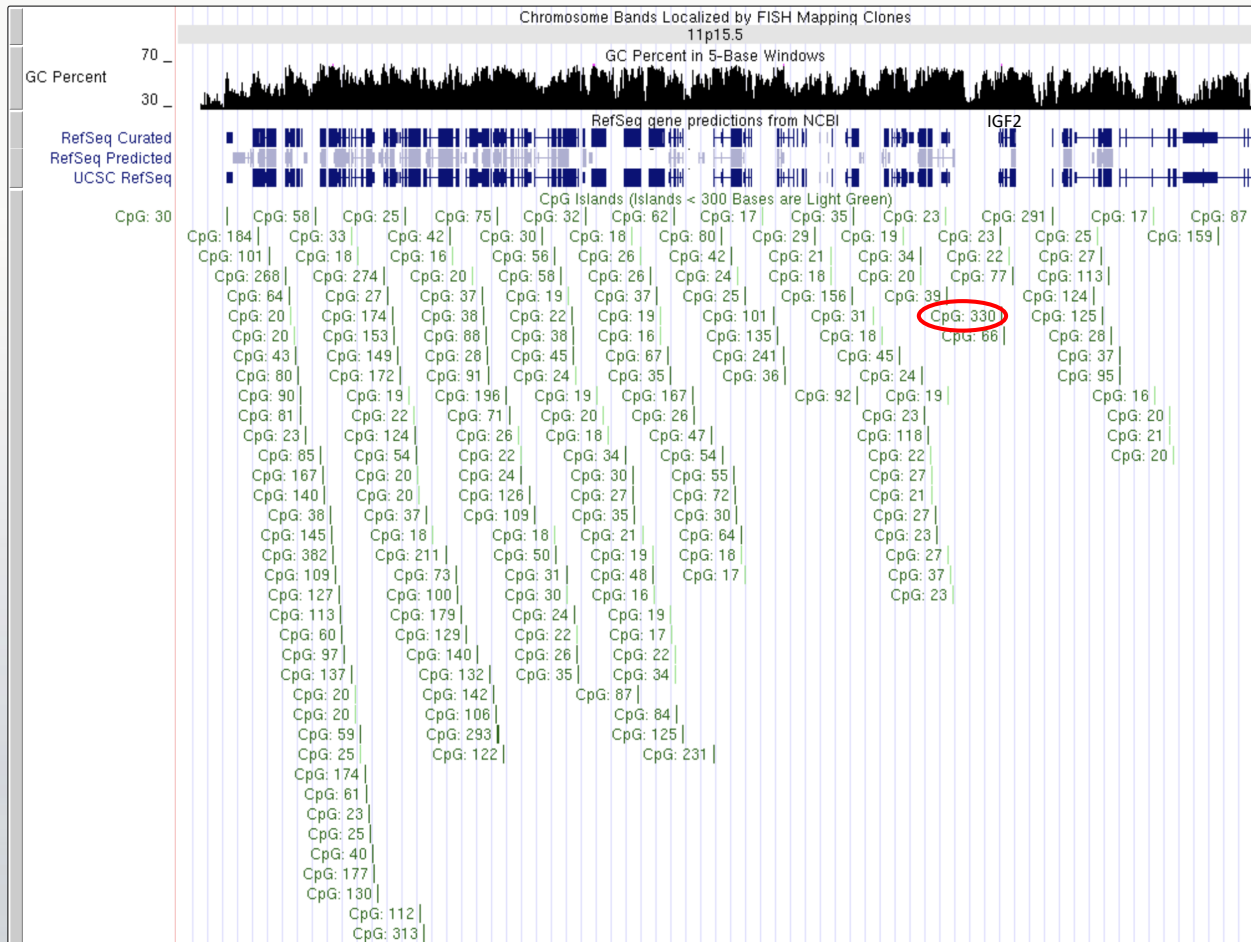 Chromosome Bands Localized by FISH Mapping Clones
11p15.5
70 _ GC Percent in 5-Base Windows
GC Percent
30 _
RefSeq gene predictions from NCBI IGF2
RefSeq Curated
RefSeq Predicted
UCSC RefSeq
CpG Islands (Islands < 300 Bases are Light Green)
CpG: 30 CpG: 58 CpG: 25 CpG: 75 CpG: 32 CpG: 62 CpG: 17 CpG: 35 CpG: 23 CpG: 291 CpG: 17 CpG: 87
CpG: 184 CpG: 33 CpG: 42 CpG: 30 CpG: 18 CpG: 80 CpG: 29 CpG: 19 CpG: 23 CpG: 25 CpG: 159
CpG: 101 CpG: 18 CpG: 16 CpG: 56 CpG: 26 CpG: 42 CpG: 21 CpG: 34 CpG: 22 CpG: 27
CpG: 268 CpG: 274 CpG: 20 CpG: 58 CpG: 26 CpG: 24 CpG: 18 CpG: 20 CpG: 77 CpG: 113
CpG: 64 CpG: 27 CpG: 37 CpG: 19 CpG: 37 CpG: 25 CpG: 156 CpG: 39 CpG: 124
CpG: 20 CpG: 174 CpG: 38 CpG: 22 CpG: 19 CpG: 101 CpG: 31 CpG: 330 CpG: 125
CpG: 20 CpG: 153 CpG: 88 CpG: 38 CpG: 16 CpG: 135 CpG: 18 CpG: 66 CpG: 28
CpG: 43 CpG: 149 CpG: 28 CpG: 45 CpG: 67 CpG: 241 CpG: 45 CpG: 37
CpG: 80 CpG: 172 CpG: 91 CpG: 24 CpG: 35 CpG: 36 CpG: 24 CpG: 95
CpG: 90 CpG: 19 CpG: 196 CpG: 19 CpG: 167 CpG: 92 CpG: 19 CpG: 16
CpG: 81 CpG: 22 CpG: 71 CpG: 20 CpG: 26 CpG: 23 CpG: 20
CpG: 23 CpG: 124 CpG: 26 CpG: 18 CpG: 47 CpG: 118 CpG: 21
CpG: 85 CpG: 54 CpG: 22 CpG: 34 CpG: 54 CpG: 22 CpG: 20
CpG: 167 CpG: 20 CpG: 24 CpG: 30 CpG: 55 CpG: 27
CpG: 140 CpG: 20 CpG: 126 CpG: 27 CpG: 72 CpG: 21
CpG: 38 CpG: 37 CpG: 109 CpG: 35 CpG: 30 CpG: 27
CpG: 145 CpG: 18 CpG: 18 CpG: 21 CpG: 64 CpG: 23
CpG: 382 CpG: 211 CpG: 50 CpG: 19 CpG: 18 CpG: 27
CpG: 109 CpG: 73 CpG: 31 CpG: 48 CpG: 17 CpG: 37
CpG: 127 CpG: 100 CpG: 30 CpG: 16 CpG: 23
CpG: 113 CpG: 179 CpG: 24 CpG: 19
CpG: 60 CpG: 129 CpG: 22 CpG: 17
CpG: 97 CpG: 140 CpG: 26 CpG: 22
CpG: 137 CpG: 132 CpG: 35 CpG: 34
CpG: 20 CpG: 142 CpG: 87
CpG: 20 CpG: 106 CpG: 84
CpG: 59 CpG: 293 CpG: 125
CpG: 25 CpG: 122 CpG: 231
CpG: 174
CpG: 61
CpG: 23
CpG: 25
CpG: 40
CpG: 177
CpG: 130
CpG: 112
CpG: 313